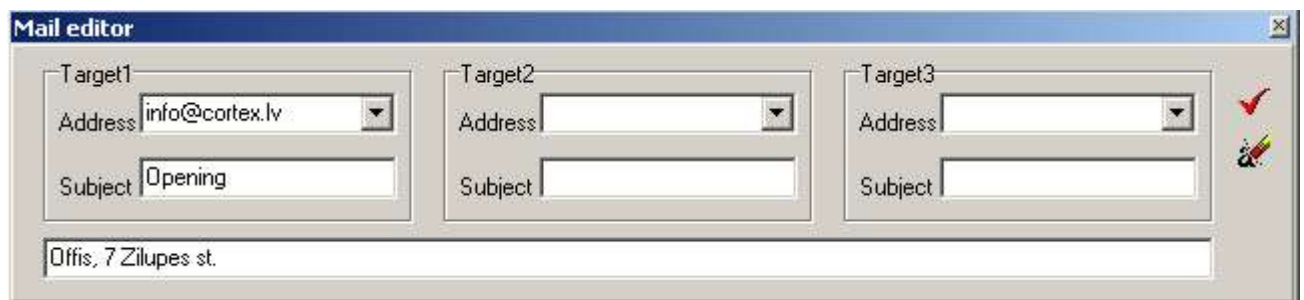 Mail editor
Target1
Address info@cortex.lv
Subject Opening
Target2
Address
Subject
Target3
Address
Subject
Offis, 7 Zilupes st.